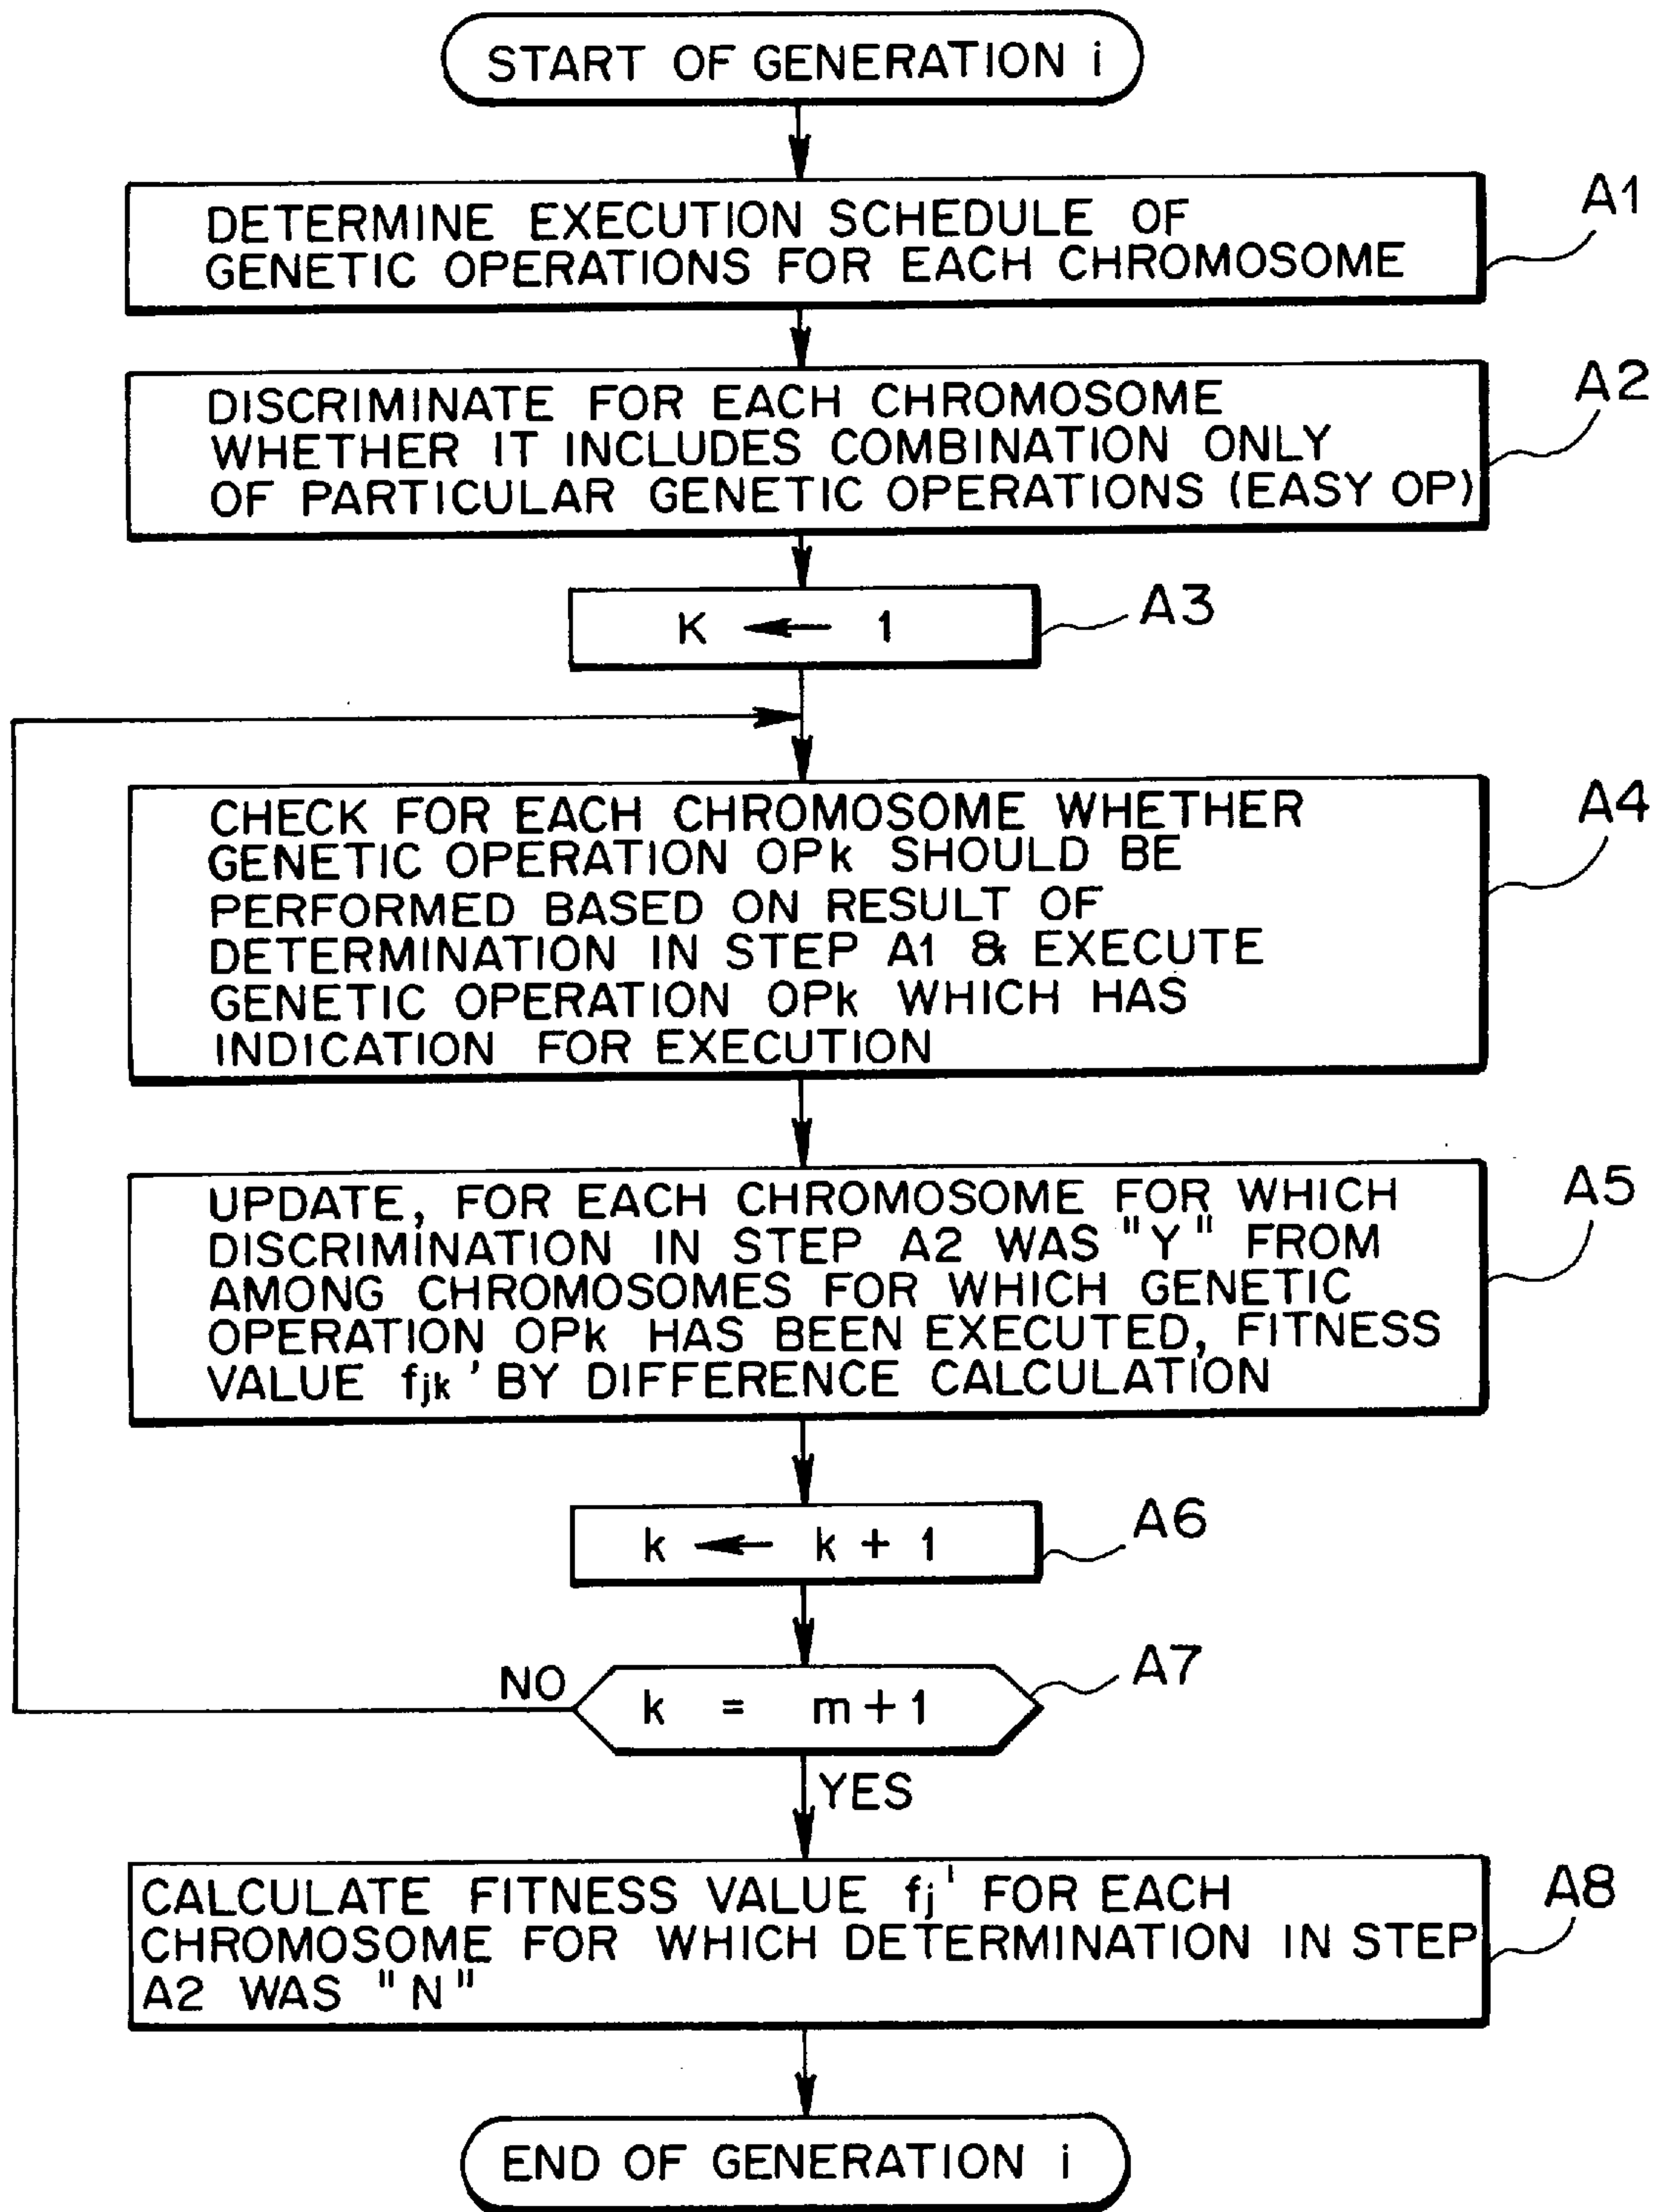 START OF GENERATION i
A1
DETERMINE EXECUTION SCHEDULE OF
GENETIC OPERATIONS FOR EACH CHROMOSOME
A2
DISCRIMINATE FOR EACH CHROMOSOME
WHETHER IT INCLUDES COMBINATION ONLY
OF PARTICULAR GENETIC OPERATIONS (EASY OP)
A3
K ← 1
A4
CHECK FOR EACH CHROMOSOME WHETHER
GENETIC OPERATION OPk SHOULD BE
PERFORMED BASED ON RESULT OF
DETERMINATION IN STEP A1 & EXECUTE
GENETIC OPERATION OPk WHICH HAS
INDICATION FOR EXECUTION
A5
UPDATE, FOR EACH CHROMOSOME FOR WHICH
DISCRIMINATION IN STEP A2 WAS "Y" FROM
AMONG CHROMOSOMES FOR WHICH GENETIC
OPERATION OPk HAS BEEN EXECUTED, FITNESS
VALUE fjk' BY DIFFERENCE CALCULATION
A6
k ← k + 1
A7
NO
k = m+1
YES
A8
CALCULATE FITNESS VALUE fj' FOR EACH
CHROMOSOME FOR WHICH DETERMINATION IN STEP
A2 WAS "N"
END OF GENERATION i